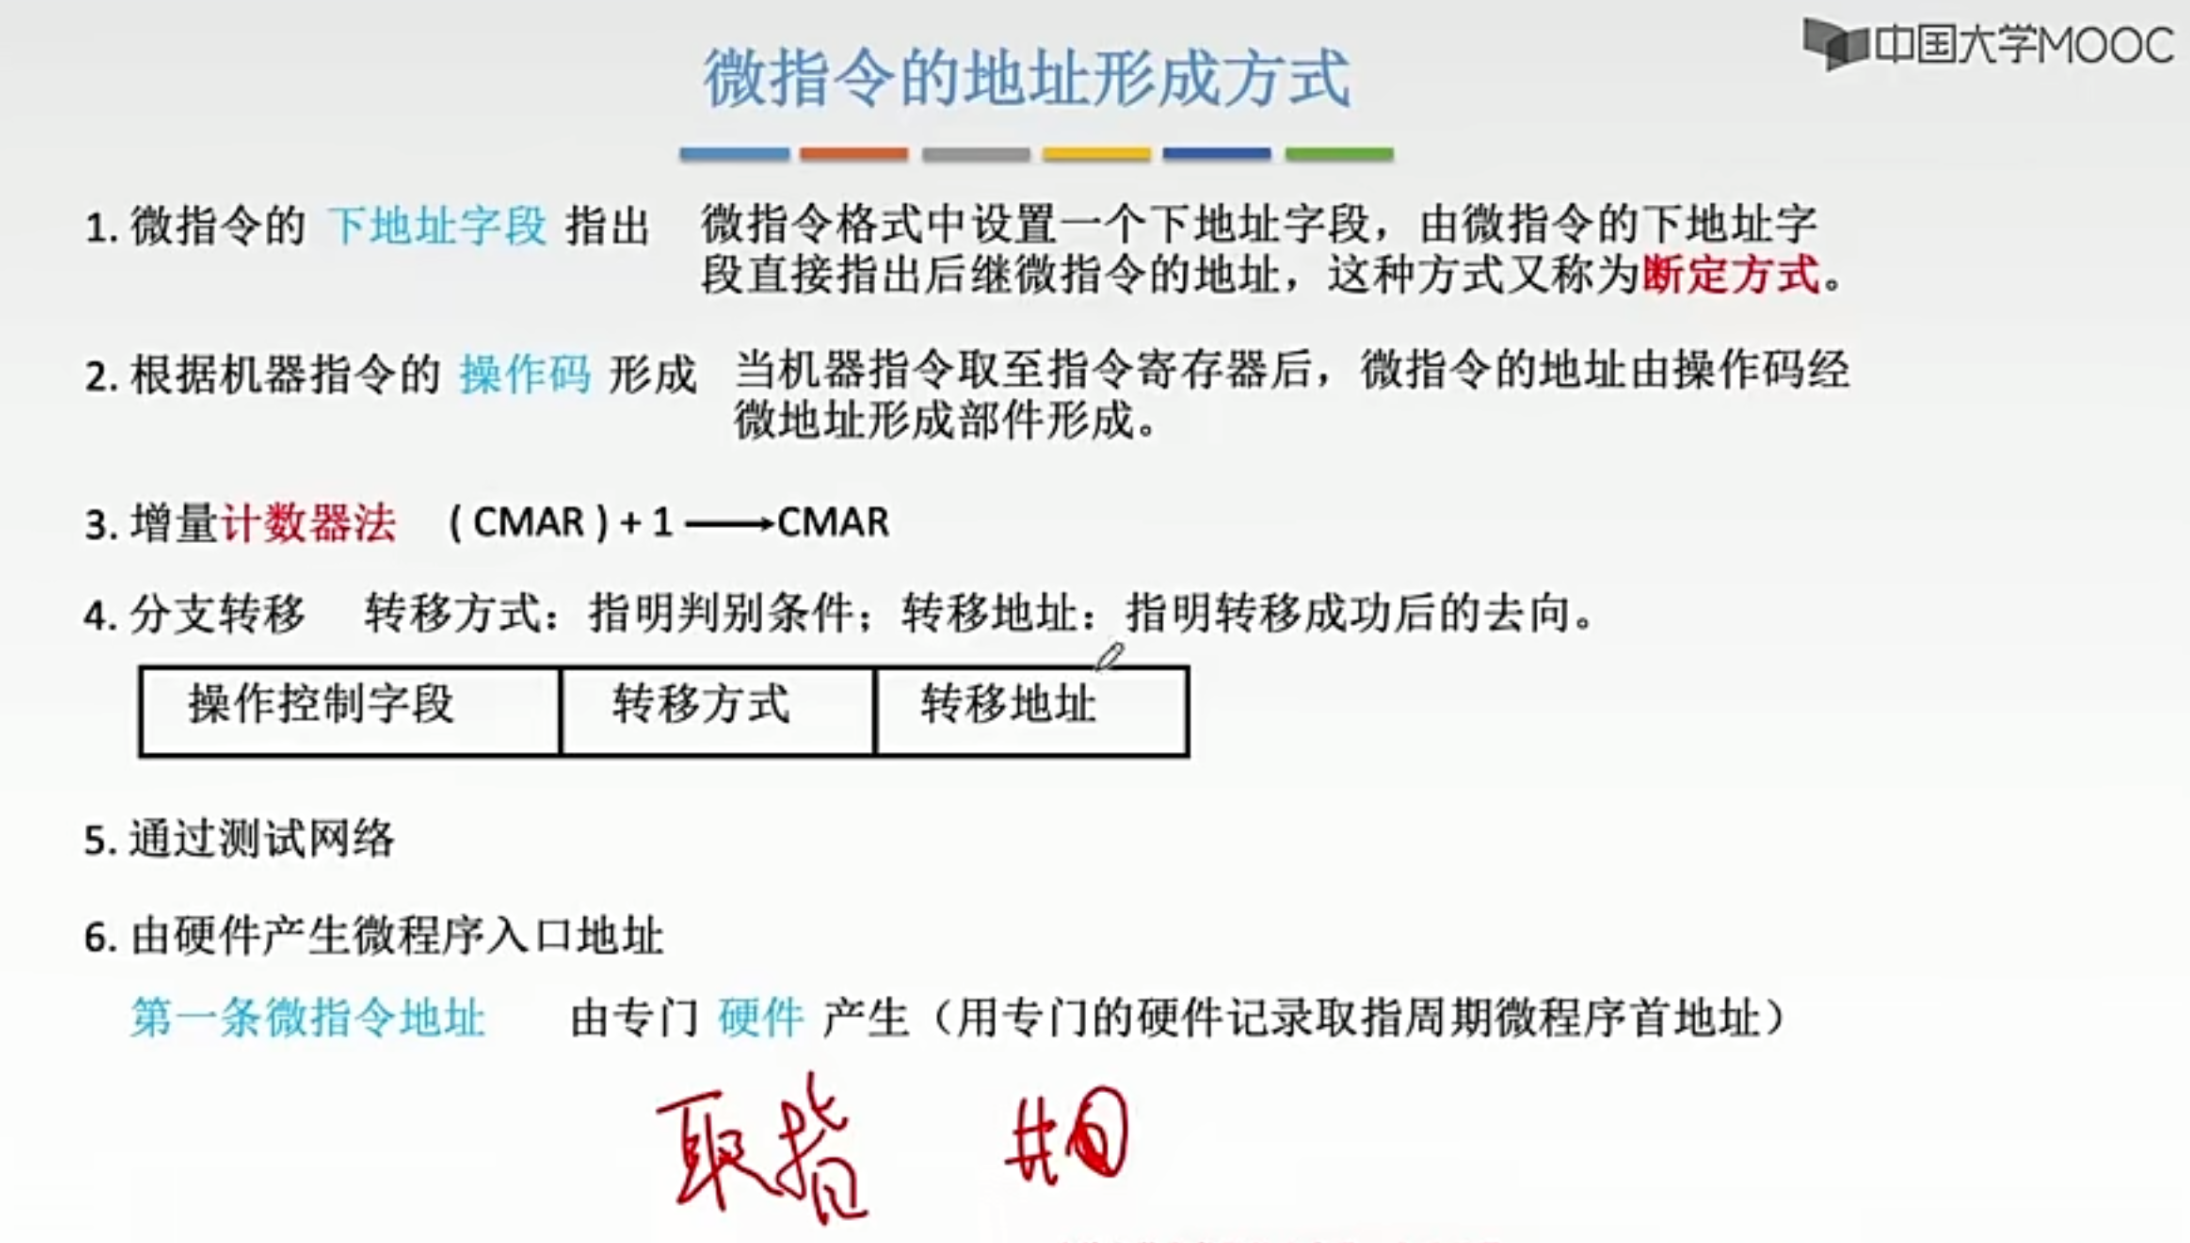 中国大学MOOC
微指令的地址形成方式
1. 微指令的 下地址字段 指出 微指令格式中设置一个下地址字段，由微指令的下地址字
段直接指出后继微指令的地址，这种方式又称为断定方式。
2. 根据机器指令的 操作码 形成 当机器指令取至指令寄存器后，微指令的地址由操作码经
微地址形成部件形成。
3. 增量计数器法 ( CMAR ) + 1 ⟶ CMAR
4. 分支转移 转移方式：指明判别条件；转移地址：指明转移成功后的去向。
操作控制字段 转移方式 转移地址
5. 通过测试网络
6. 由硬件产生微程序入口地址
第一条微指令地址 由专门 硬件 产生（用专门的硬件记录取指周期微程序首地址）
取指 #0